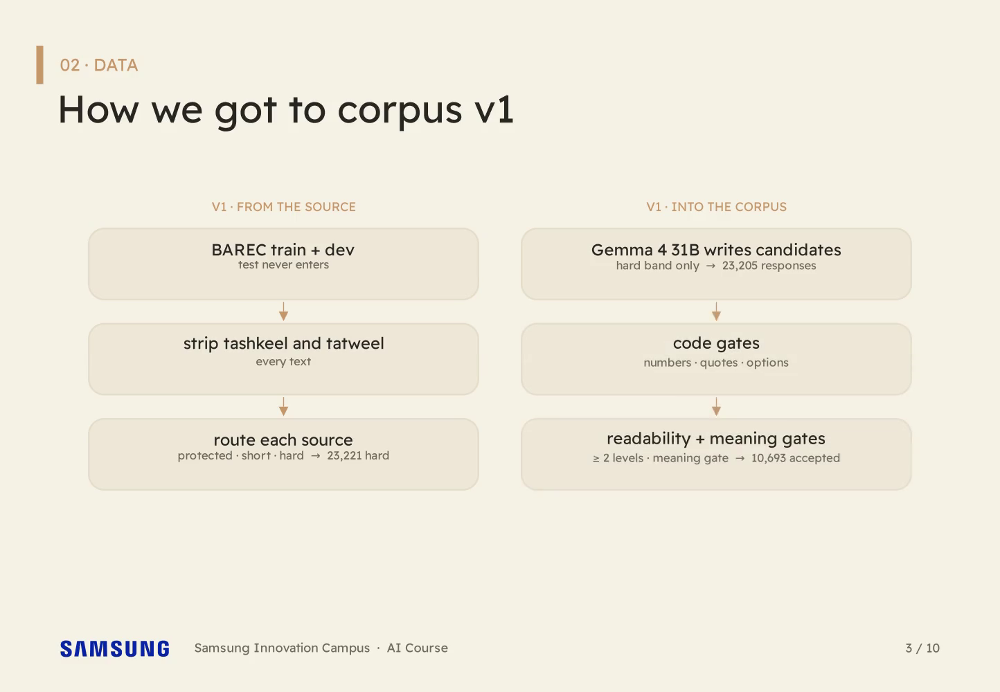 02 · DATA
How we got to corpus v1
V1 · FROM THE SOURCE
BAREC train + dev
test never enters
strip tashkeel and tatweel
every text
route each source
protected · short · hard → 23,221 hard
V1 · INTO THE CORPUS
Gemma 4 31B writes candidates
hard band only → 23,205 responses
code gates
numbers · quotes · options
readability + meaning gates
≥ 2 levels · meaning gate → 10,693 accepted
SAMSUNG
Samsung Innovation Campus · AI Course
3 / 10